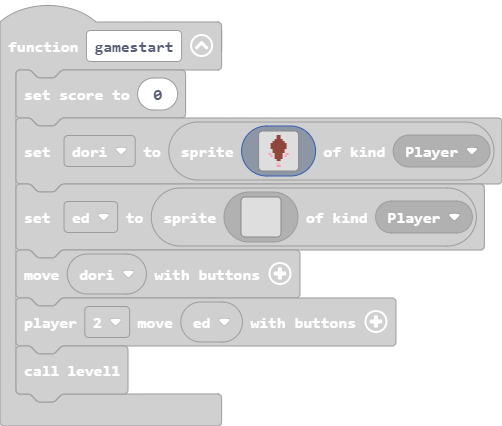 function gamestart
set score to 0
set dori to sprite of kind Player
set ed to sprite of kind Player
move dori with buttons
player 2 move ed with buttons
call level1